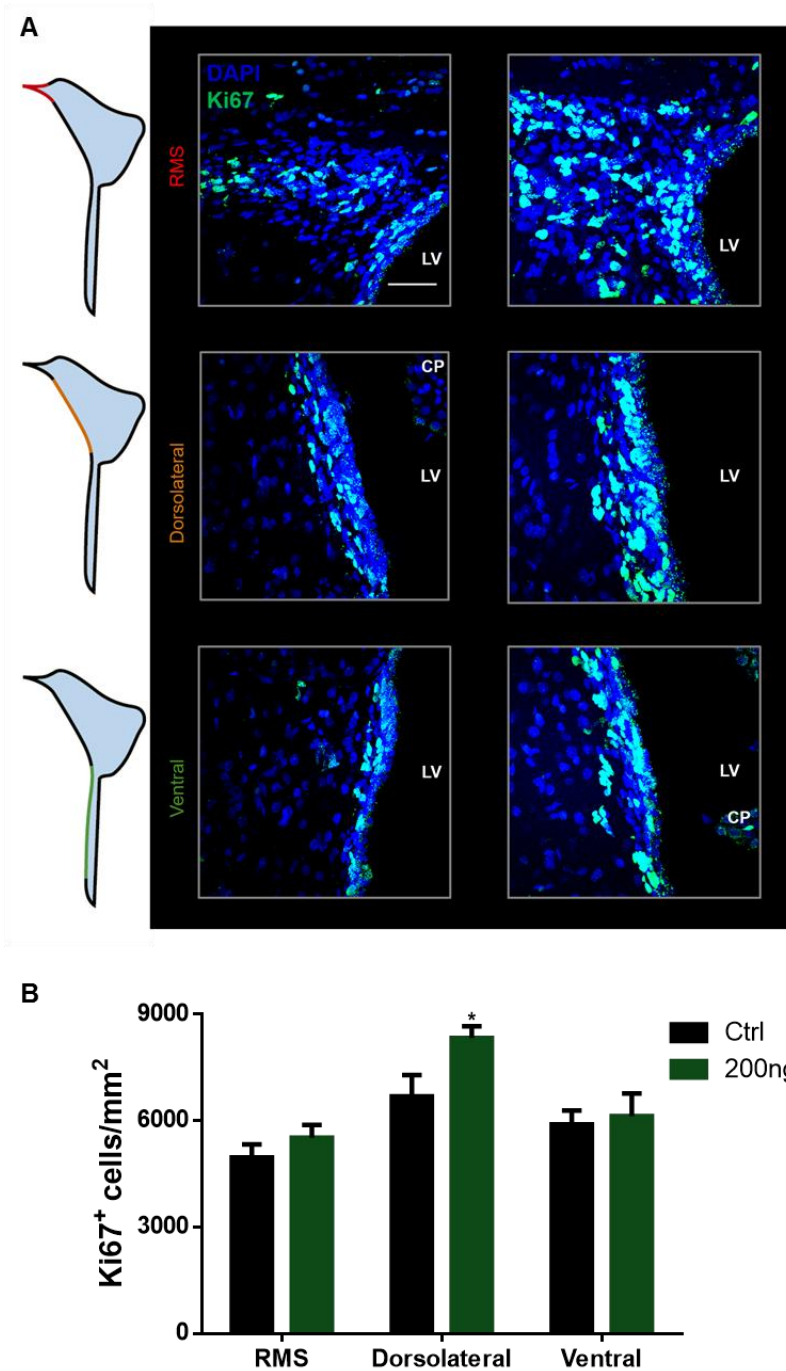 A
DAPI
Ki67
RMS
LV
LV
Dorsolateral
CP
LV
LV
Ventral
LV
LV
CP
B
Ki67+ cells/mm2
9000
6000
3000
0
*
Ctrl
200ng
RMS Dorsolateral Ventral